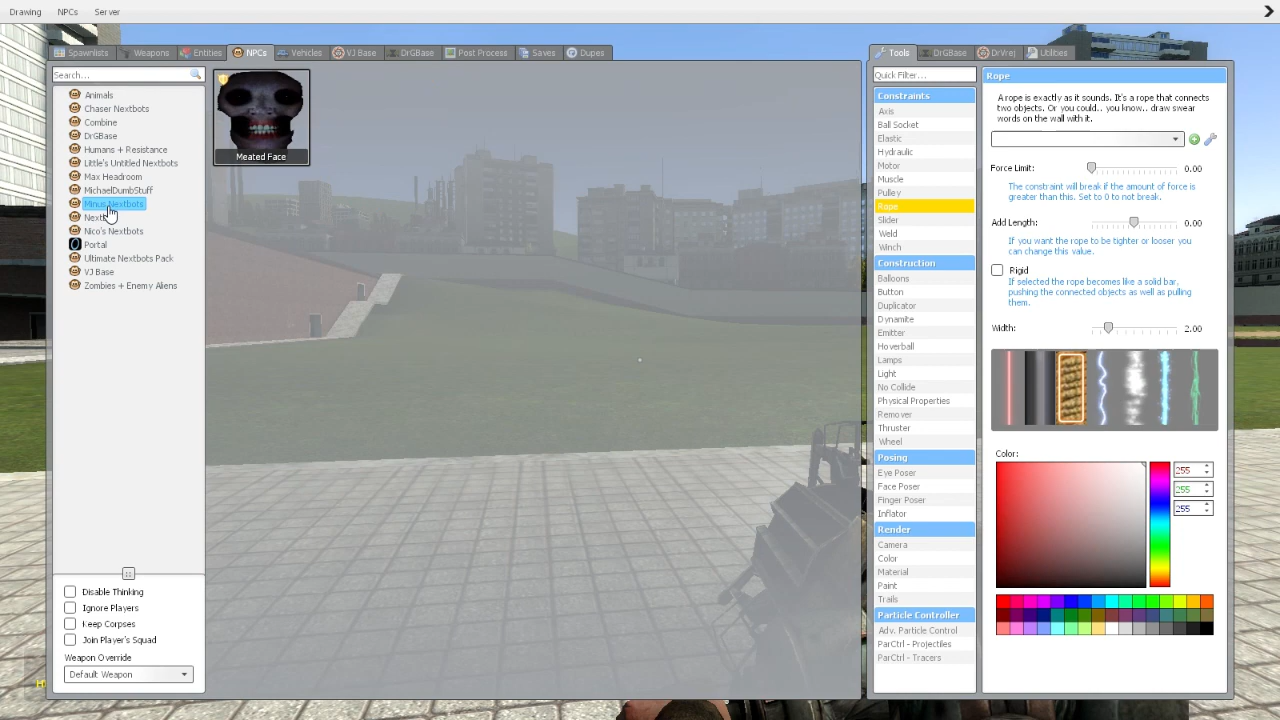 Drawing NPCs Server
Spawnlists Weapons Entities NPCs Vehicles VJ Base DrGBase Post Process Saves Dupes
Search...
Animals
Chaser Nextbots
Combine
DrGBase
Humans + Resistance
Little's Untitled Nextbots
Max Headroom
MichaelDumbStuff
Minus Nextbots
Nico's Nextbots
Portal
Ultimate Nextbots Pack
VJ Base
Zombies + Enemy Aliens
Disable Thinking
Ignore Players
Keep Corpses
Join Player's Squad
Weapon Override
Default Weapon
Meated Face
Tools DrGBase DrVrej Utilities
Quick Filter...
Constraints
Axis
Ball Socket
Elastic
Hydraulic
Motor
Muscle
Pulley
Rope
Slider
Weld
Winch
Construction
Balloons
Button
Duplicator
Dynamite
Emitter
Hoverball
Lamps
Light
No Collide
Physical Properties
Remover
Thruster
Wheel
Posing
Eye Poser
Face Poser
Finger Poser
Inflator
Render
Camera
Color
Material
Paint
Trails
Particle Controller
Adv. Particle Control
ParCtrl - Projectiles
ParCtrl - Tracers
Rope
A rope is exactly as it sounds. It's a rope that connects
two objects. Or you could.. you know.. draw swear
words on the wall with it.
Force Limit: 0.00
The constraint will break if the amount of force is
greater than this. Set to 0 to not break.
Add Length: 0.00
If you want the rope to be tighter or looser you
can change this value.
Rigid
If selected the rope becomes like a solid bar,
pushing the connected objects as well as pulling
them.
Width: 2.00
Color:
255
255
255